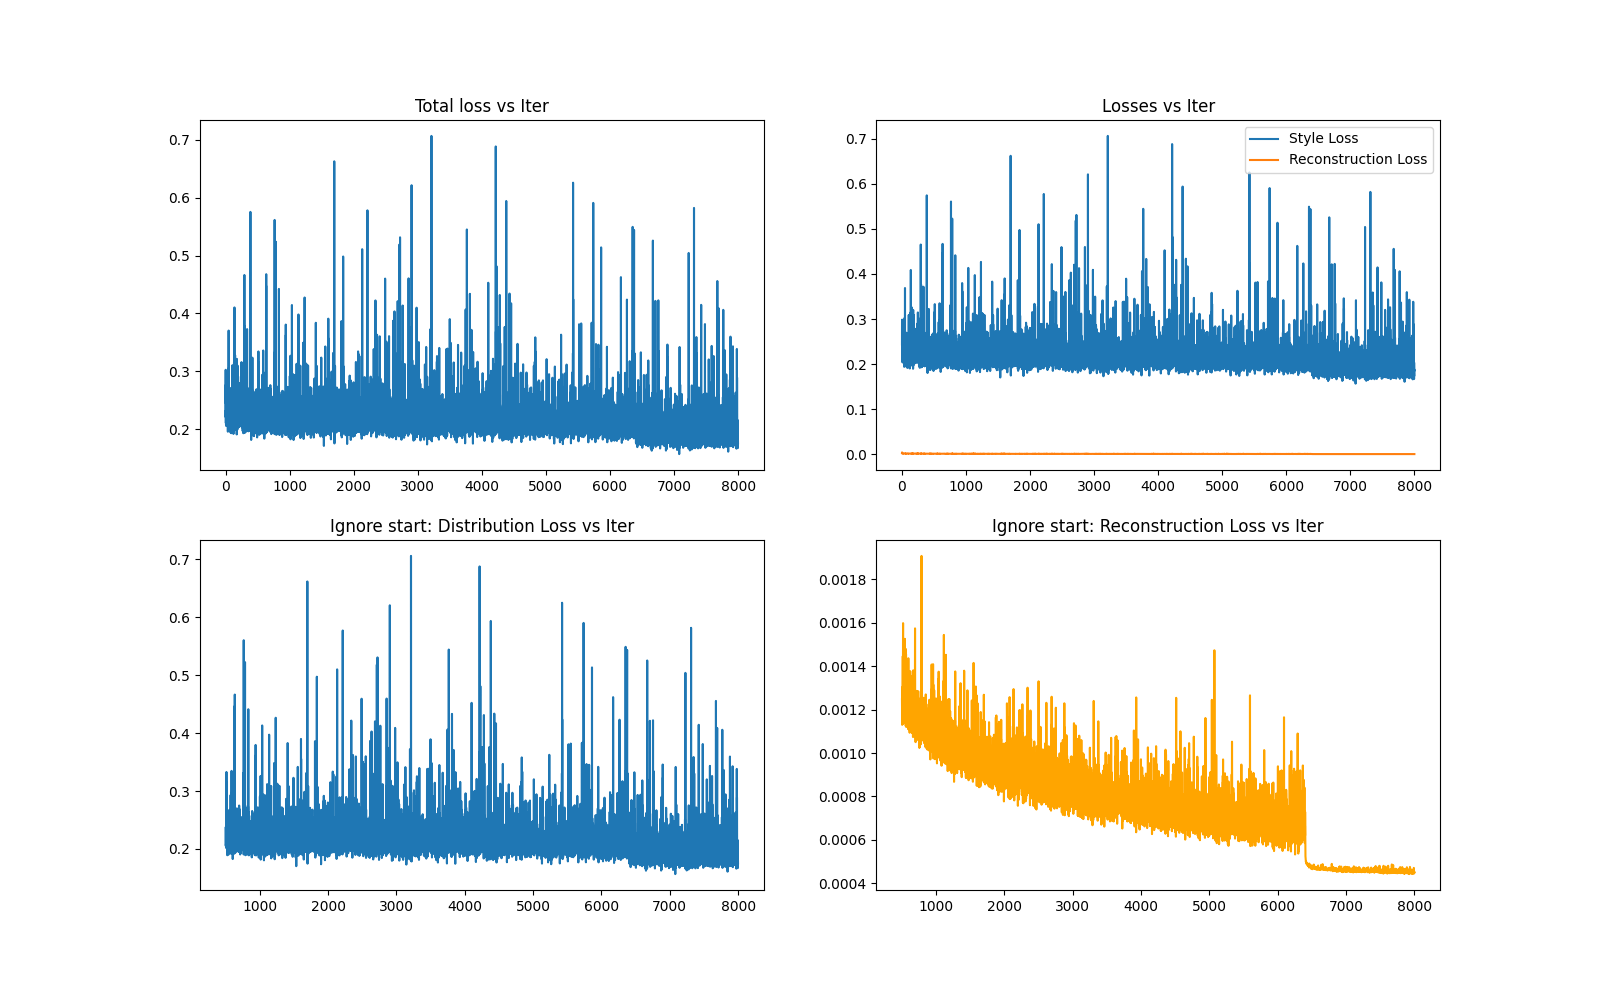 Total loss vs Iter
0.7
0.6
0.5
0.4
0.3
0.2
0 1000 2000 3000 4000 5000 6000 7000 8000
Losses vs Iter
Style Loss
Reconstruction Loss
0.7
0.6
0.5
0.4
0.3
0.2
0.1
0.0
0 1000 2000 3000 4000 5000 6000 7000 8000
Ignore start: Distribution Loss vs Iter
0.7
0.6
0.5
0.4
0.3
0.2
1000 2000 3000 4000 5000 6000 7000 8000
Ignore start: Reconstruction Loss vs Iter
0.0018
0.0016
0.0014
0.0012
0.0010
0.0008
0.0006
0.0004
1000 2000 3000 4000 5000 6000 7000 8000